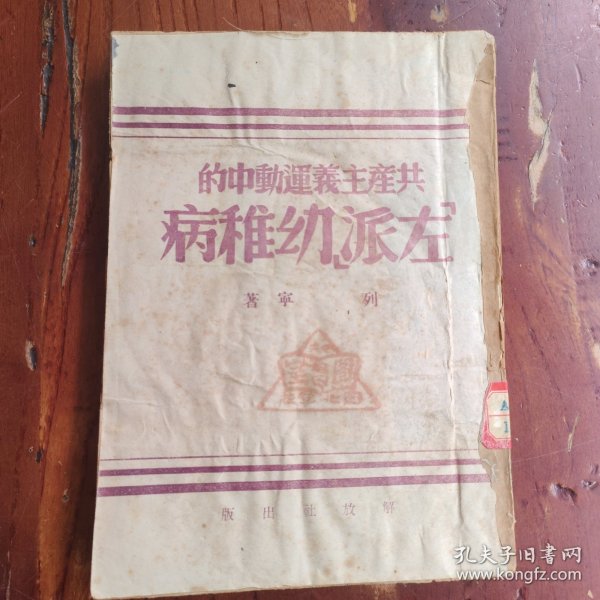 共產主義運動中的
「左派」幼稚病
列 寧 著
解放社出版
A
1
孔夫子旧书网
www.kongfz.com